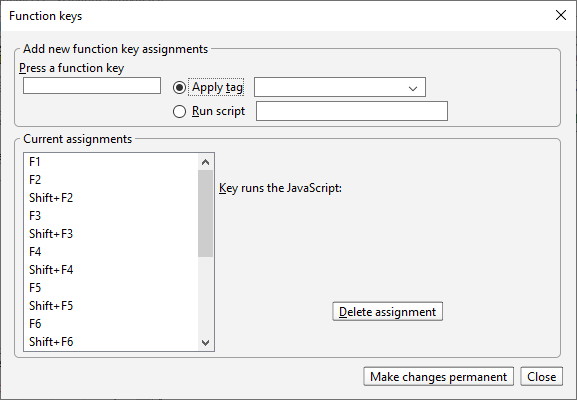 Function keys
Add new function key assignments
Press a function key
Apply tag
Run script
Current assignments
F1
F2
Shift+F2
F3
Shift+F3
F4
Shift+F4
F5
Shift+F5
F6
Shift+F6
Key runs the JavaScript:
Delete assignment
Make changes permanent
Close